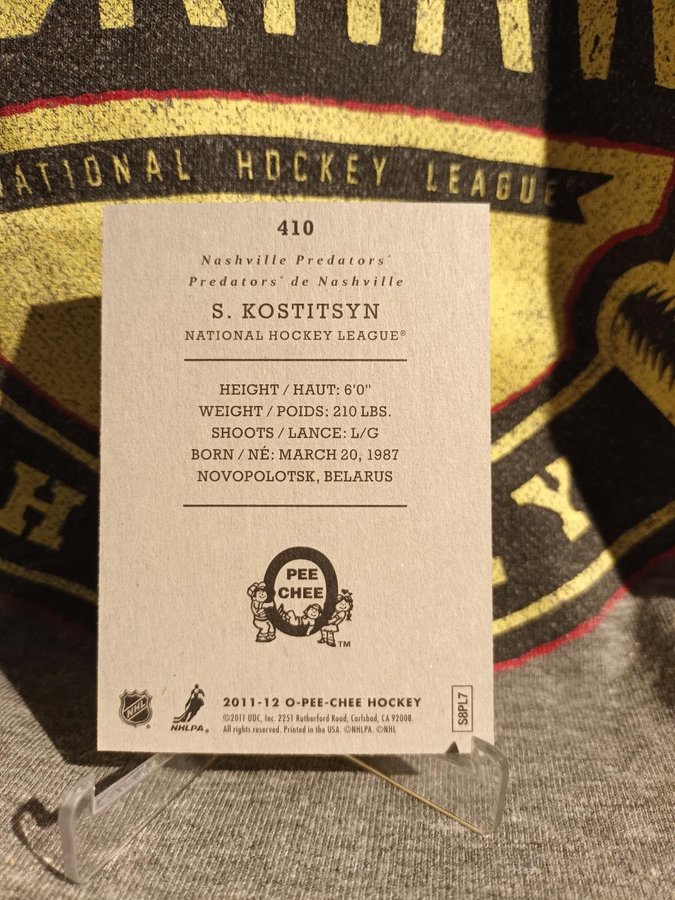 NATIONAL HOCKEY LEAGUE
410
Nashville Predators
Predators de Nashville
S. KOSTITSYN
NATIONAL HOCKEY LEAGUE®
HEIGHT / HAUT: 6'0"
WEIGHT / POIDS: 210 LBS.
SHOOTS / LANCE: L/G
BORN / NÉ: MARCH 20, 1987
NOVOPOLOTSK, BELARUS
H
Y
O
PEE
CHEE
TM
NHL
NHLPA®
2011-12 O-PEE-CHEE HOCKEY
©2011 UDC, Inc. 2251 Rutherford Road, Carlsbad, CA 92008.
All rights reserved. Printed in the USA. ©NHLPA. ©NHL
S8PL7